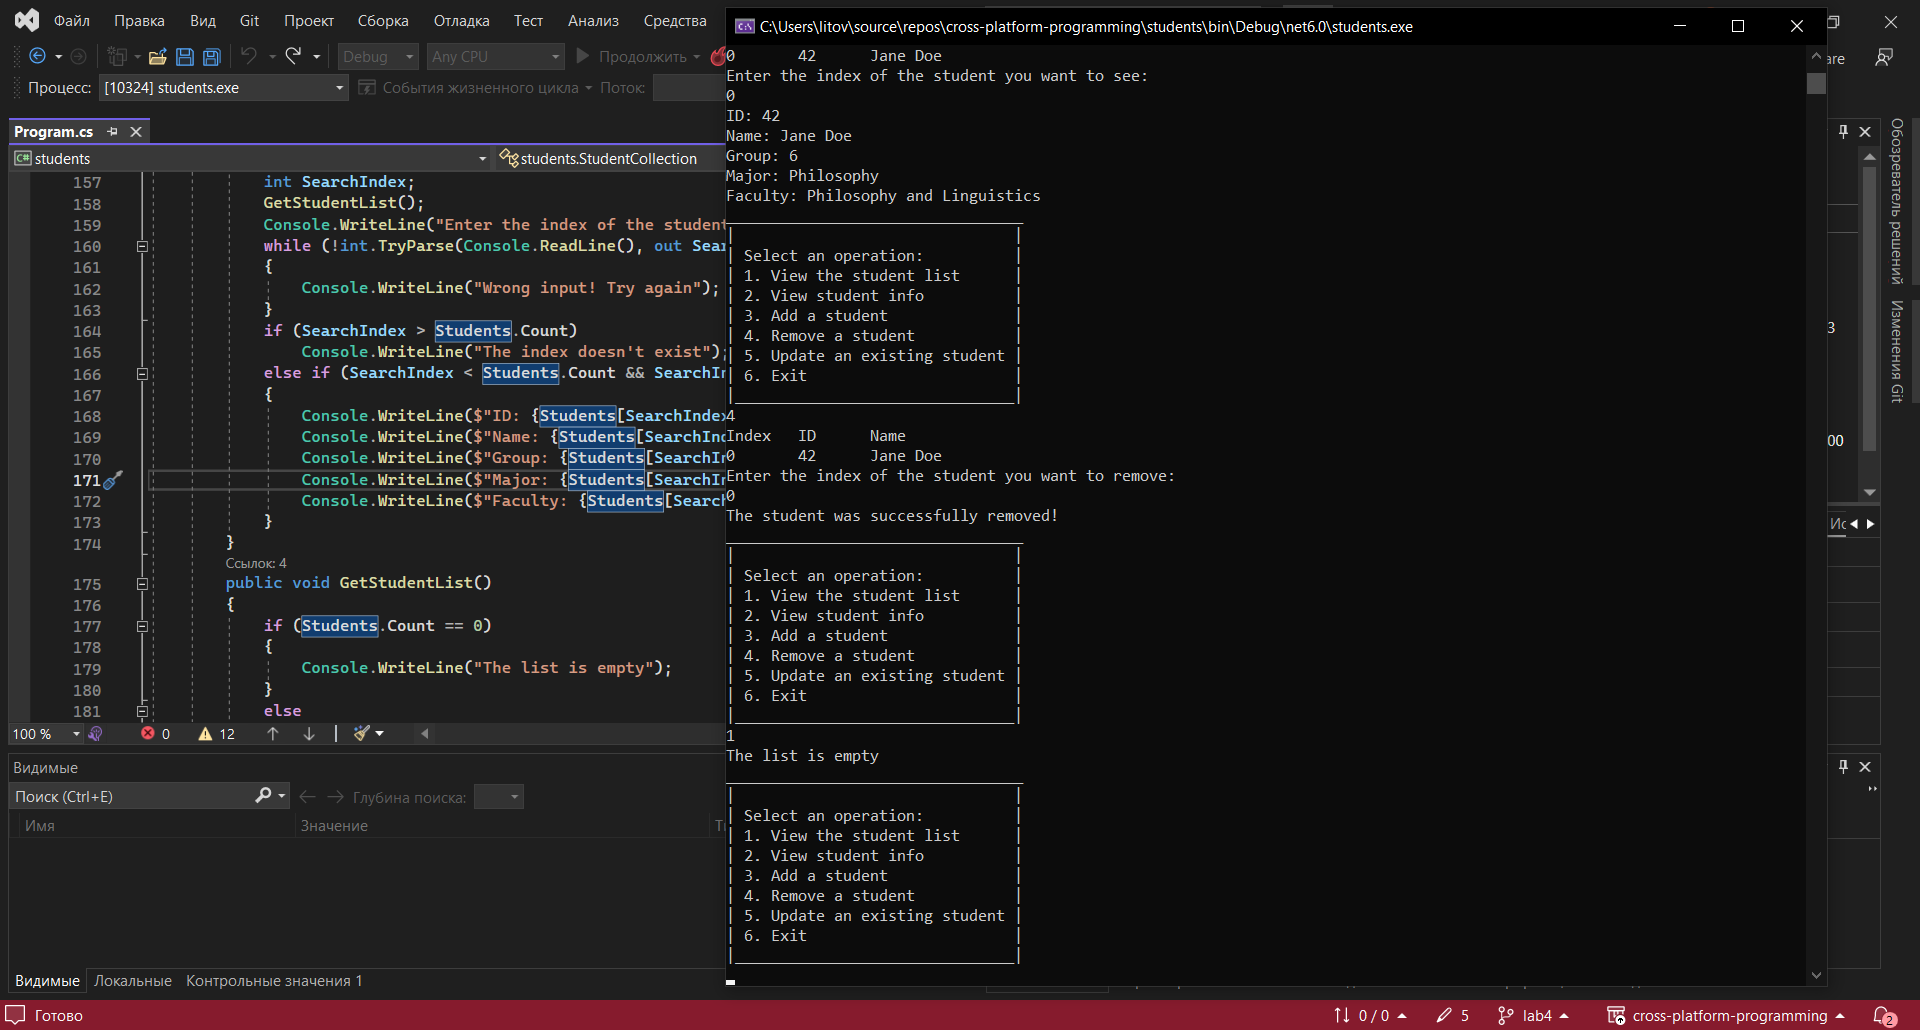 Файл Правка Вид Git Проект Сборка Отладка Тест Анализ Средства
Debug Any CPU Продолжить
Процесс: [10324] students.exe События жизненного цикла Поток:
Program.cs
students students.StudentCollection
157 int SearchIndex;
158 GetStudentList();
159 Console.WriteLine("Enter the index of the student
160 while (!int.TryParse(Console.ReadLine(), out Sear
161 {
162 Console.WriteLine("Wrong input! Try again");
163 }
164 if (SearchIndex > Students.Count)
165 Console.WriteLine("The index doesn't exist");
166 else if (SearchIndex < Students.Count && SearchIn
167 {
168 Console.WriteLine($"ID: {Students[SearchIndex
169 Console.WriteLine($"Name: {Students[SearchInd
170 Console.WriteLine($"Group: {Students[SearchIn
171 Console.WriteLine($"Major: {Students[SearchIn
172 Console.WriteLine($"Faculty: {Students[Search
173 }
174 }
Ссылок: 4
175 public void GetStudentList()
176 {
177 if (Students.Count == 0)
178 {
179 Console.WriteLine("The list is empty");
180 }
181 else
100 % 0 12
Видимые
Поиск (Ctrl+E) Глубина поиска:
Имя Значение
Видимые Локальные Контрольные значения 1
C:\Users\litov\source\repos\cross-platform-programming\students\bin\Debug\net6.0\students.exe
0 42 Jane Doe
Enter the index of the student you want to see:
0
ID: 42
Name: Jane Doe
Group: 6
Major: Philosophy
Faculty: Philosophy and Linguistics
Select an operation:
1. View the student list
2. View student info
3. Add a student
4. Remove a student
5. Update an existing student
6. Exit
4
Index ID Name
0 42 Jane Doe
Enter the index of the student you want to remove:
0
The student was successfully removed!
Select an operation:
1. View the student list
2. View student info
3. Add a student
4. Remove a student
5. Update an existing student
6. Exit
1
The list is empty
Select an operation:
1. View the student list
2. View student info
3. Add a student
4. Remove a student
5. Update an existing student
6. Exit
are
3
00
Ис
Обозреватель решений
Изменения Git
Готово 0 / 0 5 lab4 cross-platform-programming 2